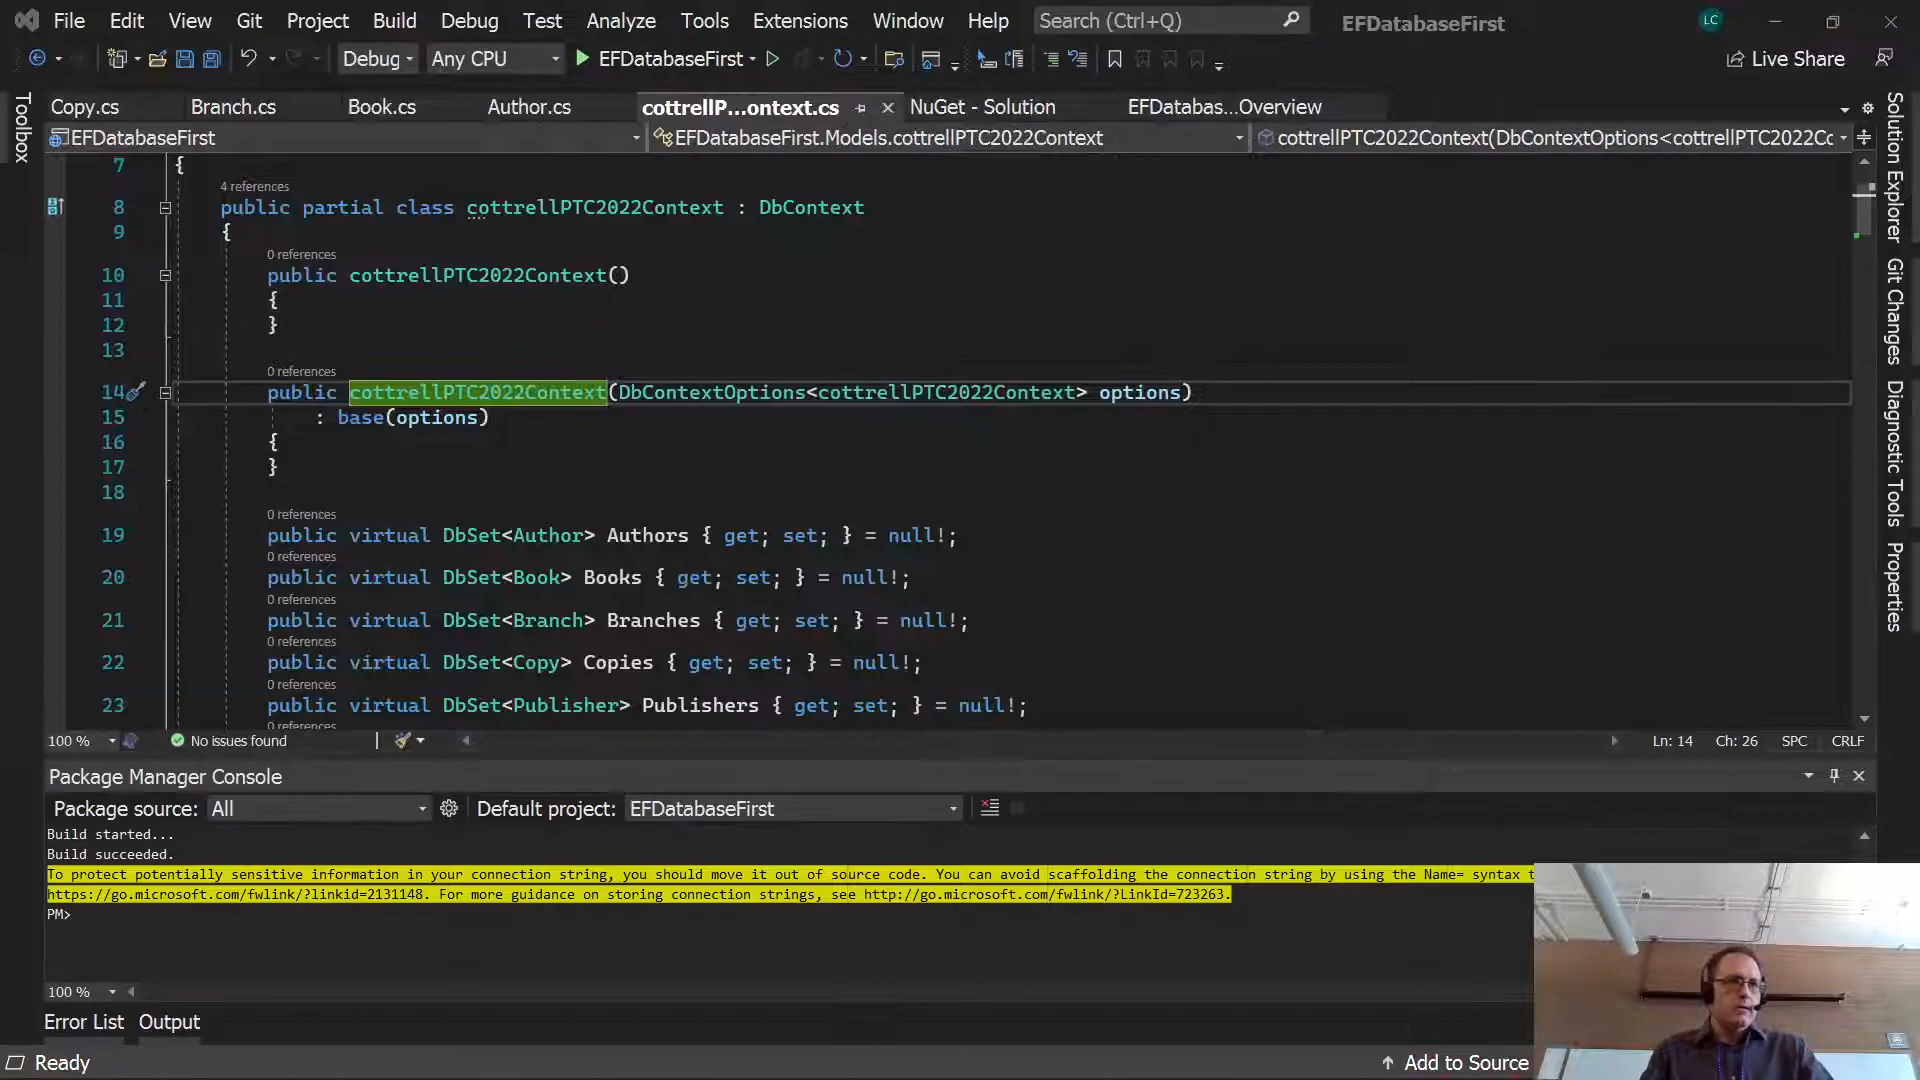 File Edit View Git Project Build Debug Test Analyze Tools Extensions Window Help Search (Ctrl+Q) EFDatabaseFirst LC
Debug Any CPU EFDatabaseFirst Live Share
Toolbox
Copy.cs Branch.cs Book.cs Author.cs cottrellP...ontext.cs NuGet - Solution EFDatabas...Overview
EFDatabaseFirst EFDatabaseFirst.Models.cottrellPTC2022Context cottrellPTC2022Context(DbContextOptions<cottrellPTC2022Cc
7 {
4 references
8 public partial class cottrellPTC2022Context : DbContext
9 {
0 references
10 public cottrellPTC2022Context()
11 {
12 }
13
0 references
14 public cottrellPTC2022Context(DbContextOptions<cottrellPTC2022Context> options)
15 : base(options)
16 {
17 }
18
0 references
19 public virtual DbSet<Author> Authors { get; set; } = null!;
0 references
20 public virtual DbSet<Book> Books { get; set; } = null!;
0 references
21 public virtual DbSet<Branch> Branches { get; set; } = null!;
0 references
22 public virtual DbSet<Copy> Copies { get; set; } = null!;
0 references
23 public virtual DbSet<Publisher> Publishers { get; set; } = null!;
0 references
100 % No issues found Ln: 14 Ch: 26 SPC CRLF
Solution Explorer
Git Changes
Diagnostic Tools
Properties
Package Manager Console
Package source: All Default project: EFDatabaseFirst
Build started...
Build succeeded.
To protect potentially sensitive information in your connection string, you should move it out of source code. You can avoid scaffolding the connection string by using the Name= syntax t
https://go.microsoft.com/fwlink/?linkid=2131148. For more guidance on storing connection strings, see http://go.microsoft.com/fwlink/?LinkId=723263.
PM>
100 %
Error List Output
Ready Add to Source